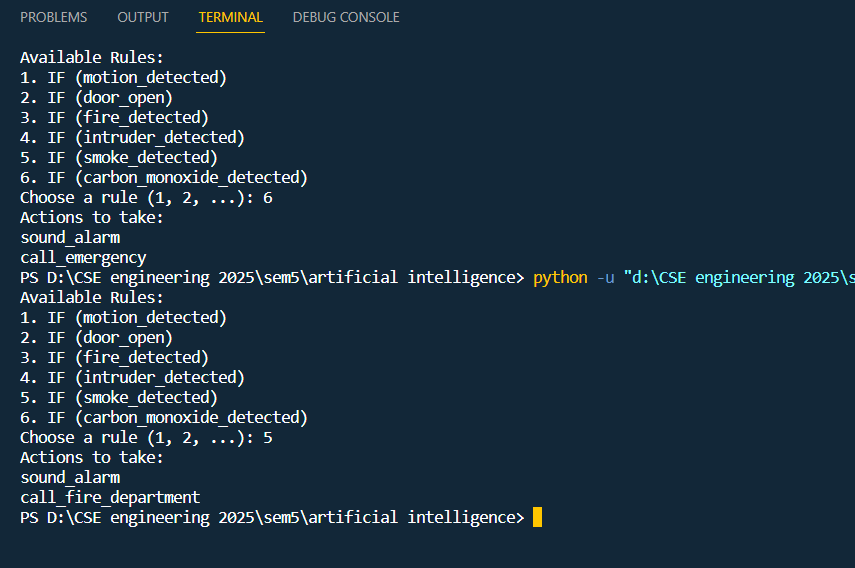 PROBLEMS OUTPUT TERMINAL DEBUG CONSOLE
Available Rules:
1. IF (motion_detected)
2. IF (door_open)
3. IF (fire_detected)
4. IF (intruder_detected)
5. IF (smoke_detected)
6. IF (carbon_monoxide_detected)
Choose a rule (1, 2, ...): 6
Actions to take:
sound_alarm
call_emergency
PS D:\CSE engineering 2025\sem5\artificial intelligence> python -u "d:\CSE engineering 2025\s
Available Rules:
1. IF (motion_detected)
2. IF (door_open)
3. IF (fire_detected)
4. IF (intruder_detected)
5. IF (smoke_detected)
6. IF (carbon_monoxide_detected)
Choose a rule (1, 2, ...): 5
Actions to take:
sound_alarm
call_fire_department
PS D:\CSE engineering 2025\sem5\artificial intelligence>